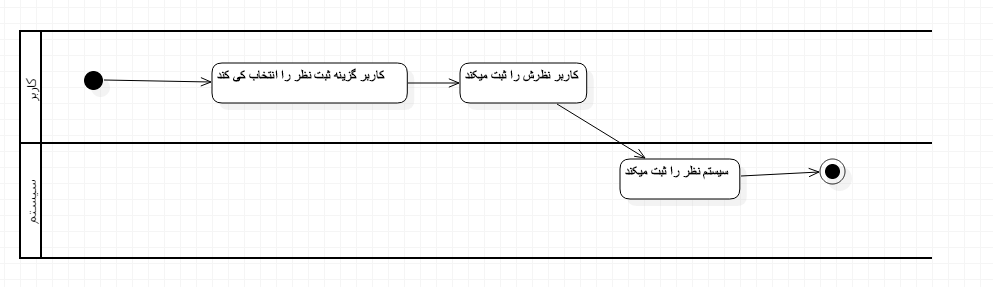 کاربر
کاربر گزینه ثبت نظر را انتخاب کی کند
کاربر نظرش را ثبت میکند
سیستم
سیستم نظر را ثبت میکند